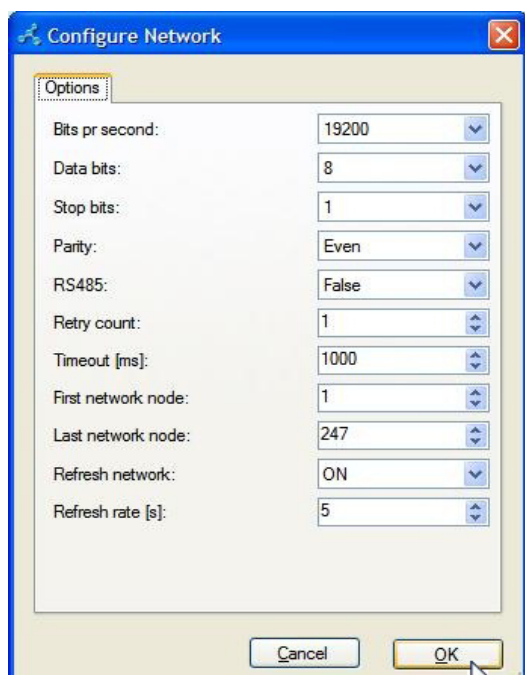 Configure Network
Options
Bits pr second: 19200
Data bits: 8
Stop bits: 1
Parity: Even
RS485: False
Retry count: 1
Timeout [ms]: 1000
First network node: 1
Last network node: 247
Refresh network: ON
Refresh rate [s]: 5
Cancel OK